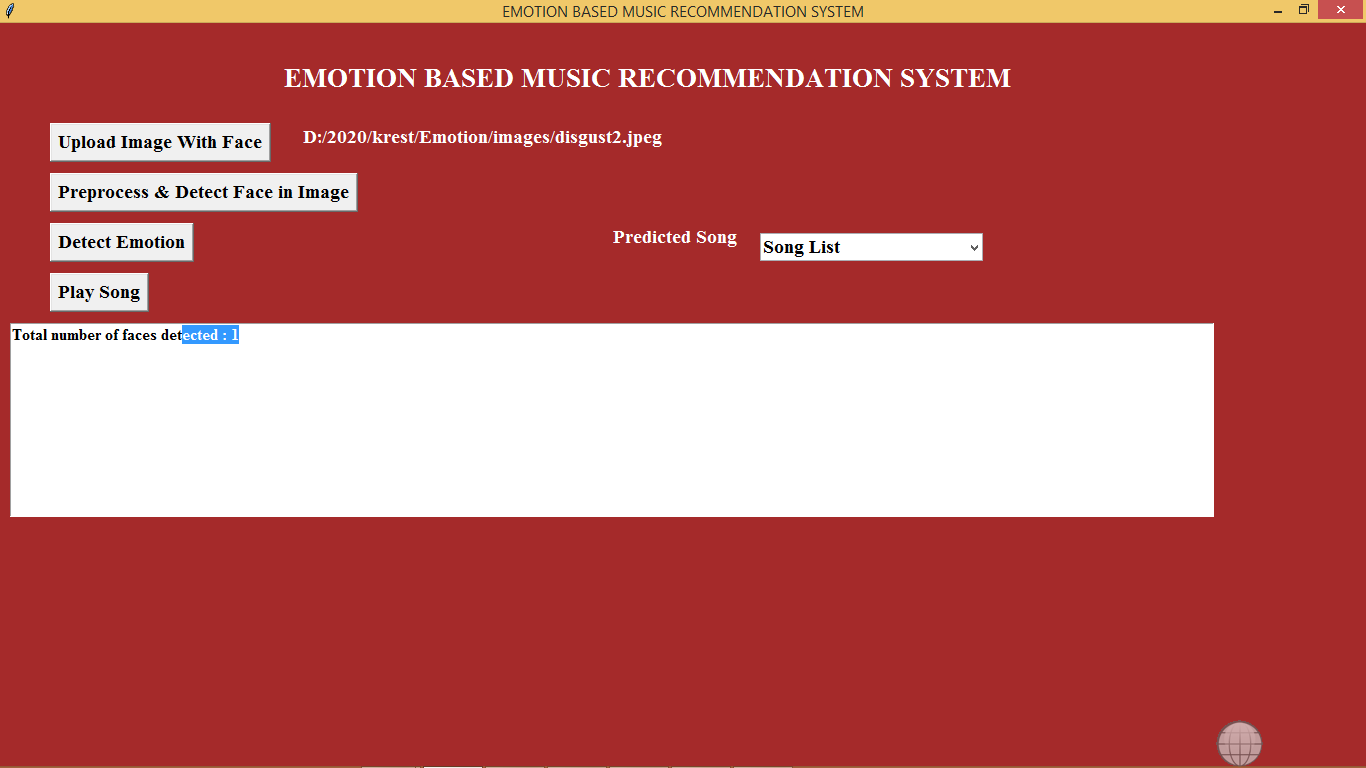 EMOTION BASED MUSIC RECOMMENDATION SYSTEM
EMOTION BASED MUSIC RECOMMENDATION SYSTEM
Upload Image With Face
D:/2020/krest/Emotion/images/disgust2.jpeg
Preprocess & Detect Face in Image
Detect Emotion
Predicted Song
Song List
Play Song
Total number of faces detected : 1